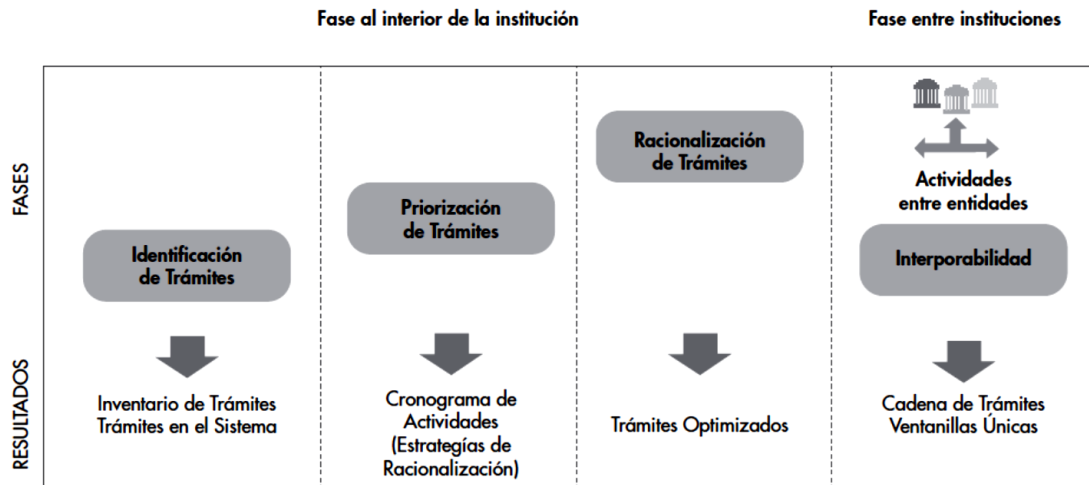 Fase al interior de la institución
Fase entre instituciones
FASES
Identificación
de Trámites
Priorización
de Trámites
Racionalización
de Trámites
Actividades
entre entidades
Interporabilidad
RESULTADOS
Inventario de Trámites
Trámites en el Sistema
Cronograma de
Actividades
(Estrategías de
Racionalización)
Trámites Optimizados
Cadena de Trámites
Ventanillas Únicas